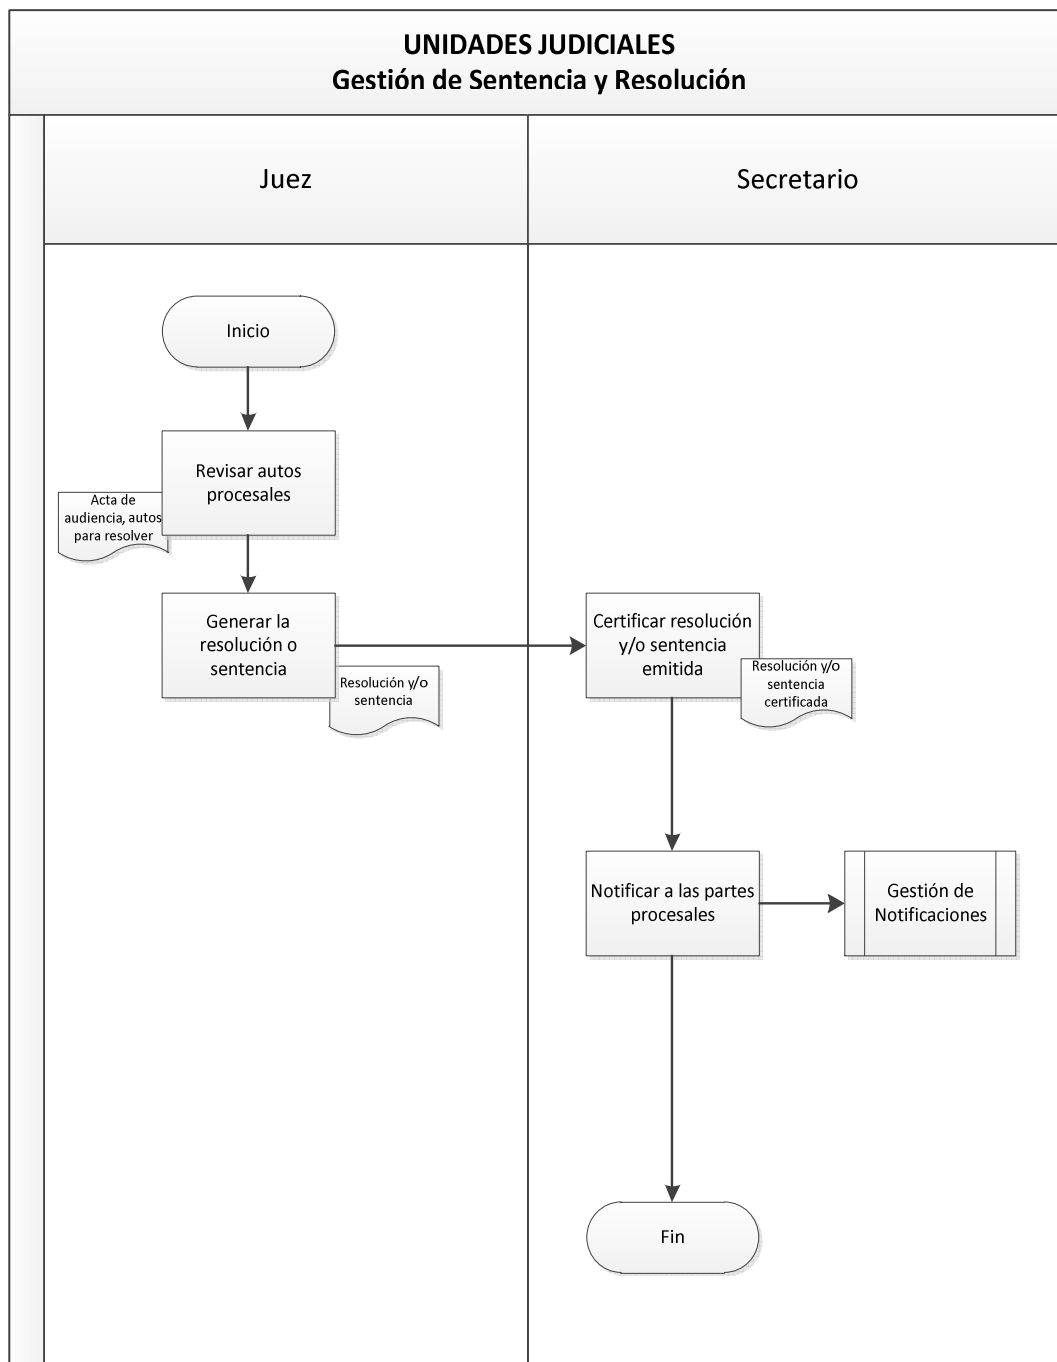 UNIDADES JUDICIALES
Gestión de Sentencia y Resolución
Juez
Secretario
Inicio
Revisar autos
procesales
Acta de
audiencia, autos
para resolver
Generar la
resolución o
sentencia
Resolución y/o
sentencia
Certificar resolución
y/o sentencia
emitida
Resolución y/o
sentencia
certificada
Notificar a las partes
procesales
Gestión de
Notificaciones
Fin